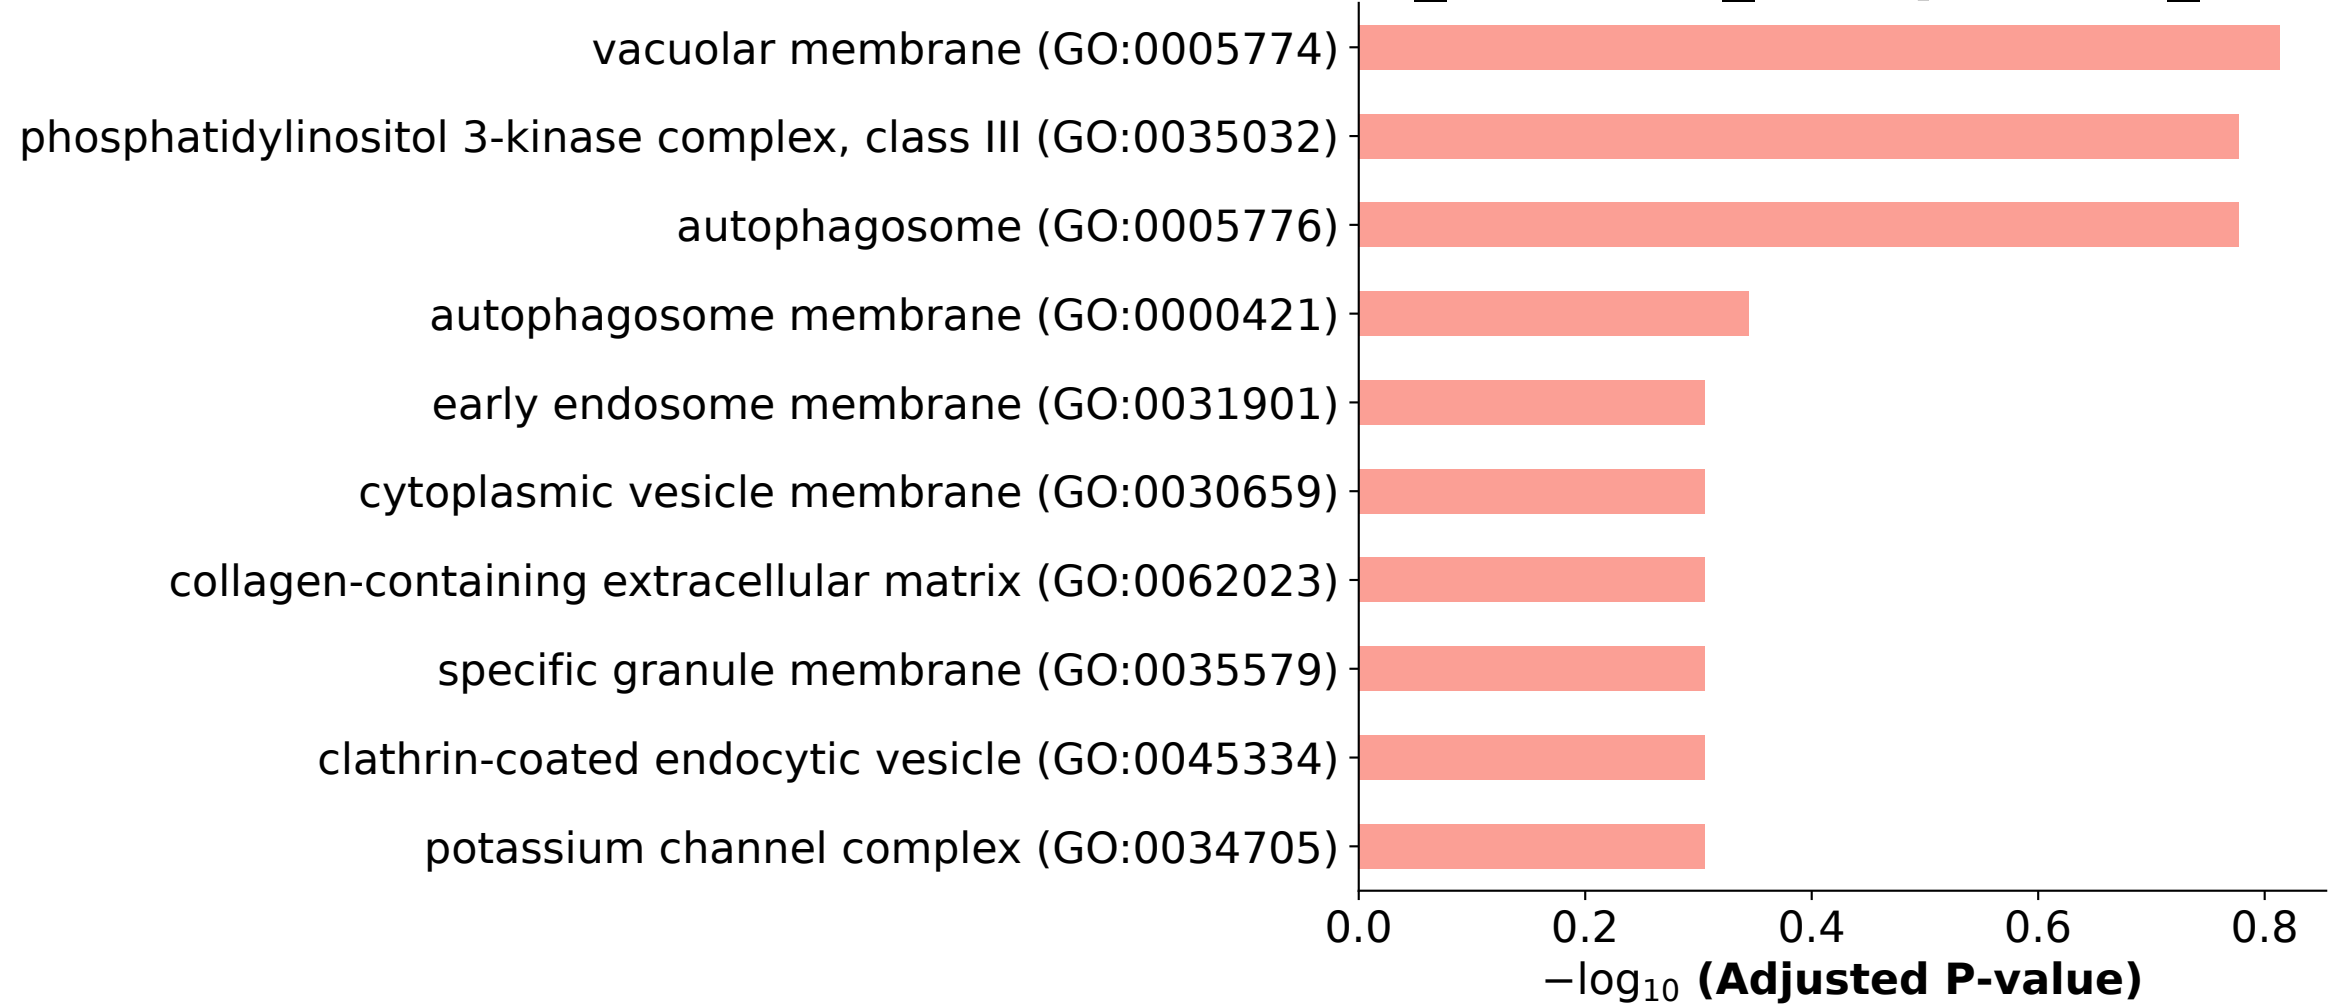 vacuolar membrane (GO:0005774)
phosphatidylinositol 3-kinase complex, class III (GO:0035032)
autophagosome (GO:0005776)
autophagosome membrane (GO:0000421)
early endosome membrane (GO:0031901)
cytoplasmic vesicle membrane (GO:0030659)
collagen-containing extracellular matrix (GO:0062023)
specific granule membrane (GO:0035579)
clathrin-coated endocytic vesicle (GO:0045334)
potassium channel complex (GO:0034705)
0.0 0.2 0.4 0.6 0.8
−log₁₀ (Adjusted P-value)